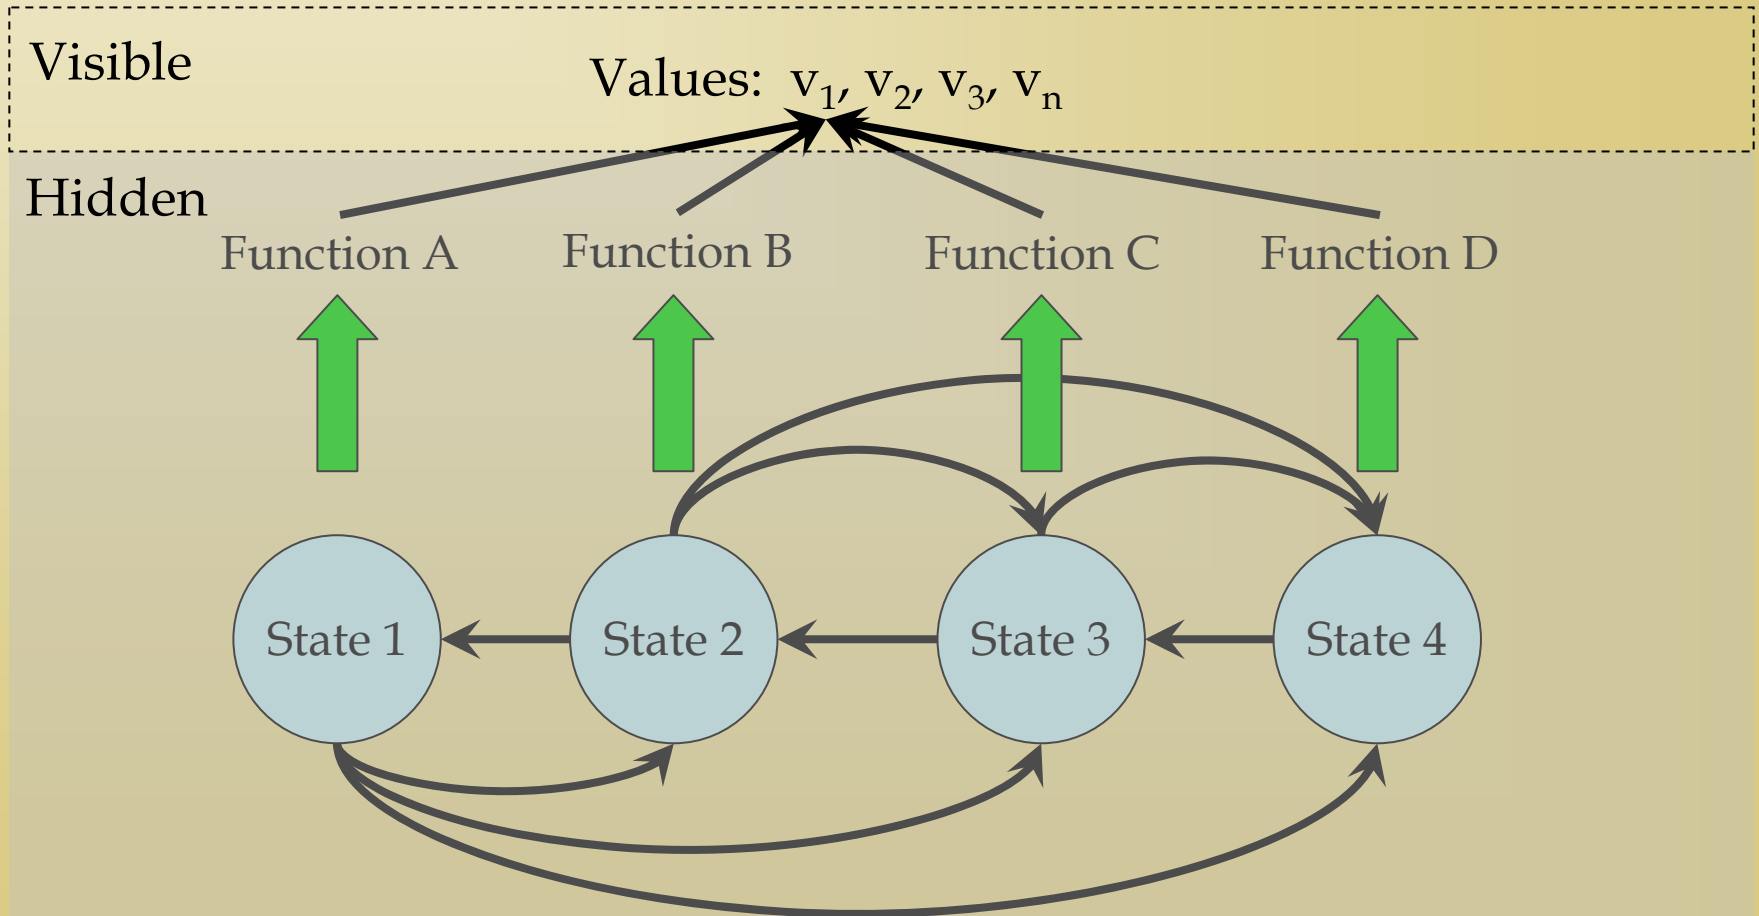 Visible
Values: v1, v2, v3, vn
Hidden
Function A Function B Function C Function D
State 1 State 2 State 3 State 4